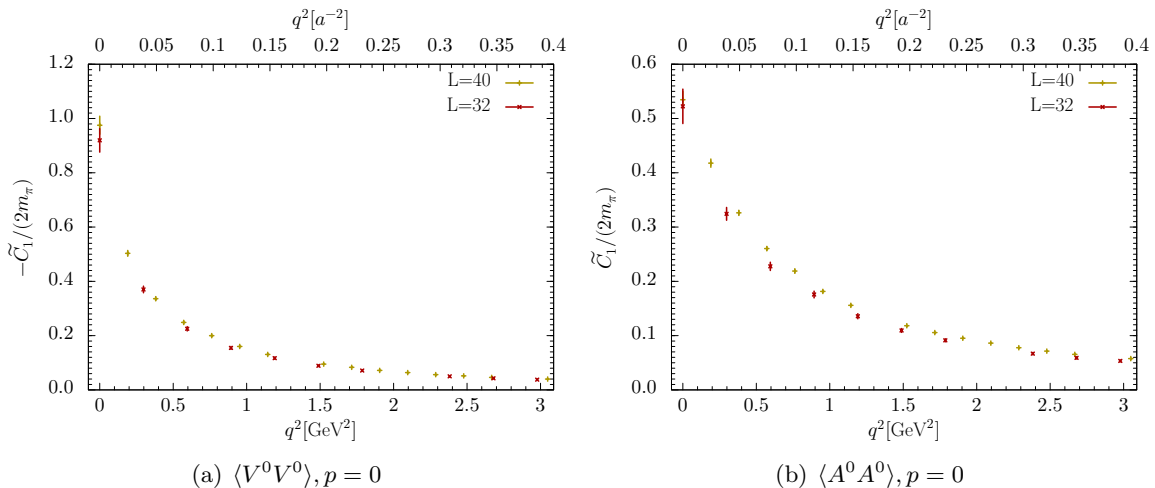 q²[a⁻²]
0 0.05 0.1 0.15 0.2 0.25 0.3 0.35 0.4
1.2
1.0
0.8
0.6
0.4
0.2
0.0
−C̃₁/(2m_π)
L=40
L=32
0 0.5 1 1.5 2 2.5 3
q²[GeV²]
(a) ⟨V⁰V⁰⟩, p = 0
q²[a⁻²]
0 0.05 0.1 0.15 0.2 0.25 0.3 0.35 0.4
0.6
0.5
0.4
0.3
0.2
0.1
0.0
C̃₁/(2m_π)
L=40
L=32
0 0.5 1 1.5 2 2.5 3
q²[GeV²]
(b) ⟨A⁰A⁰⟩, p = 0